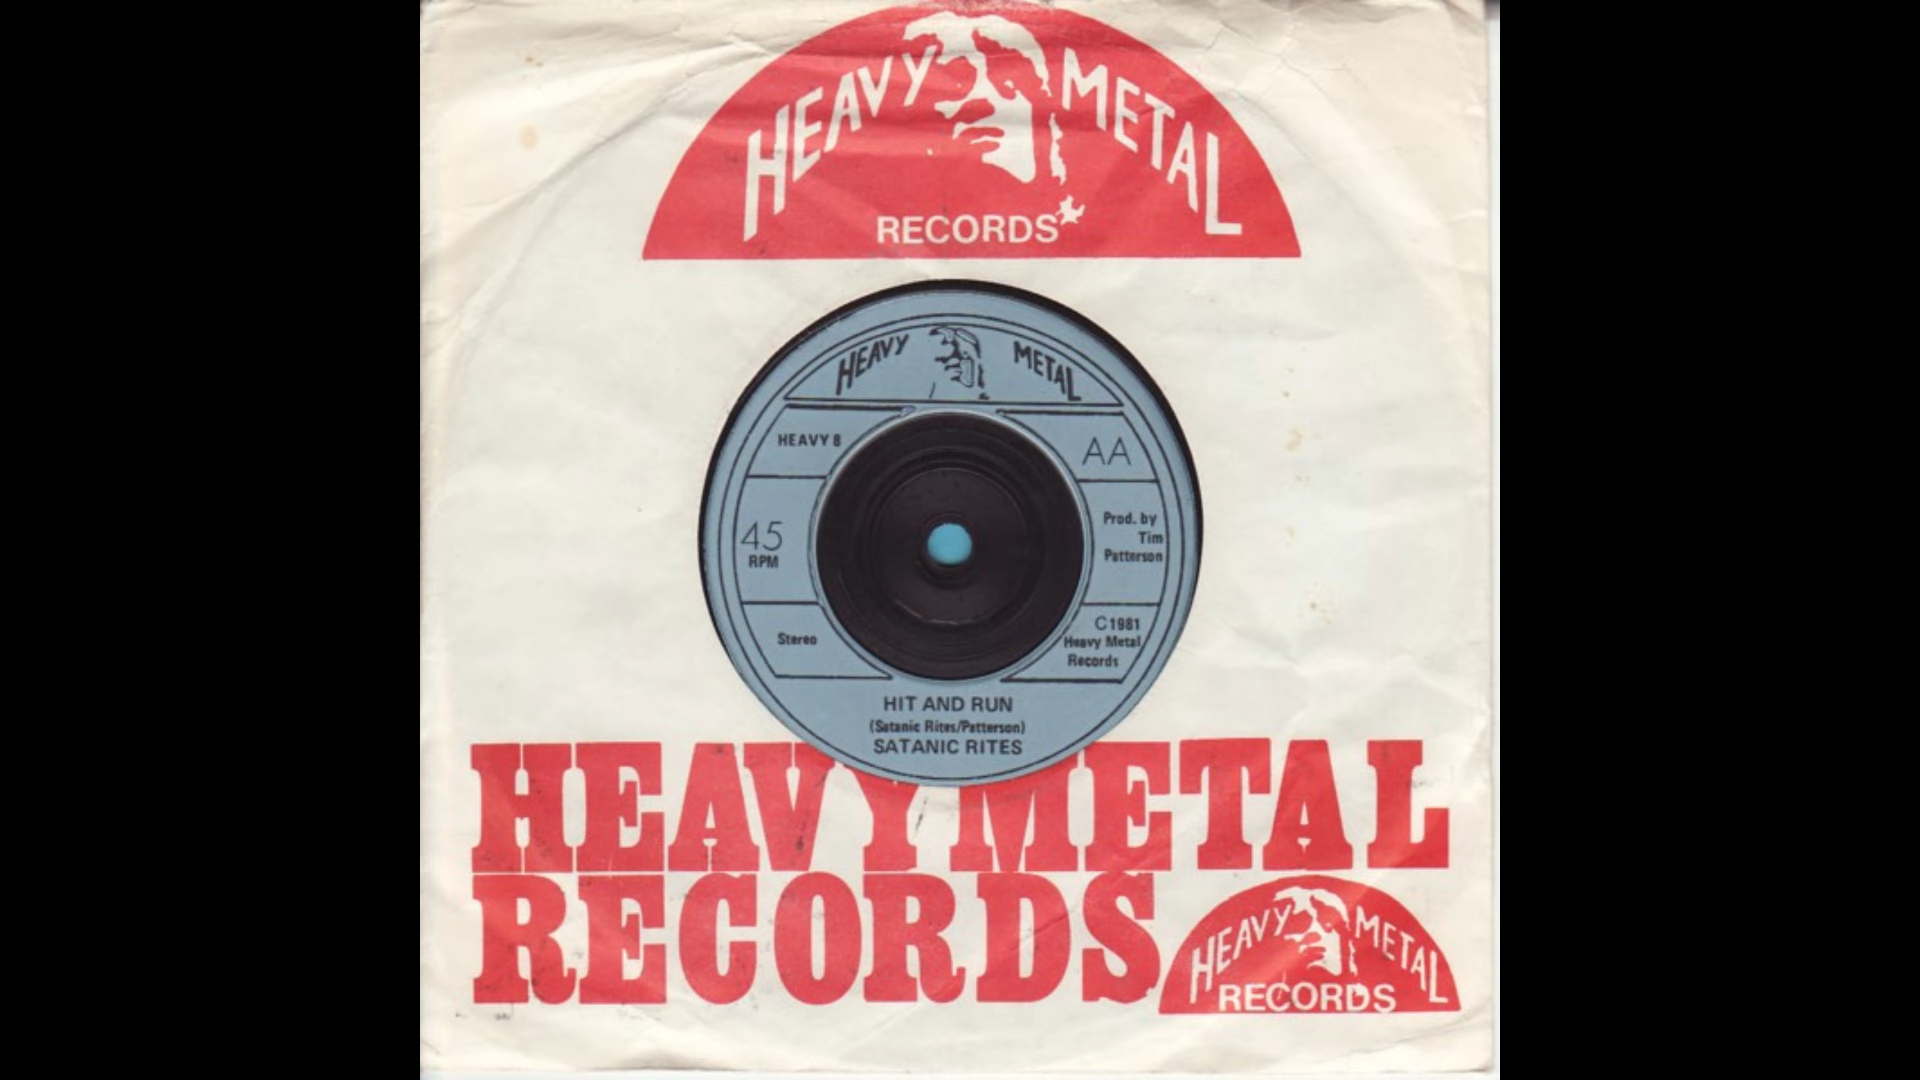 HEAVY METAL
RECORDS
HEAVY METAL
HEAVY 8
AA
45
RPM
Prod. by
Tim
Patterson
Stereo
C1981
Heavy Metal
Records
HIT AND RUN
(Satanic Rites/Patterson)
SATANIC RITES
HEAVY METAL
RECORDS
HEAVY METAL
RECORDS